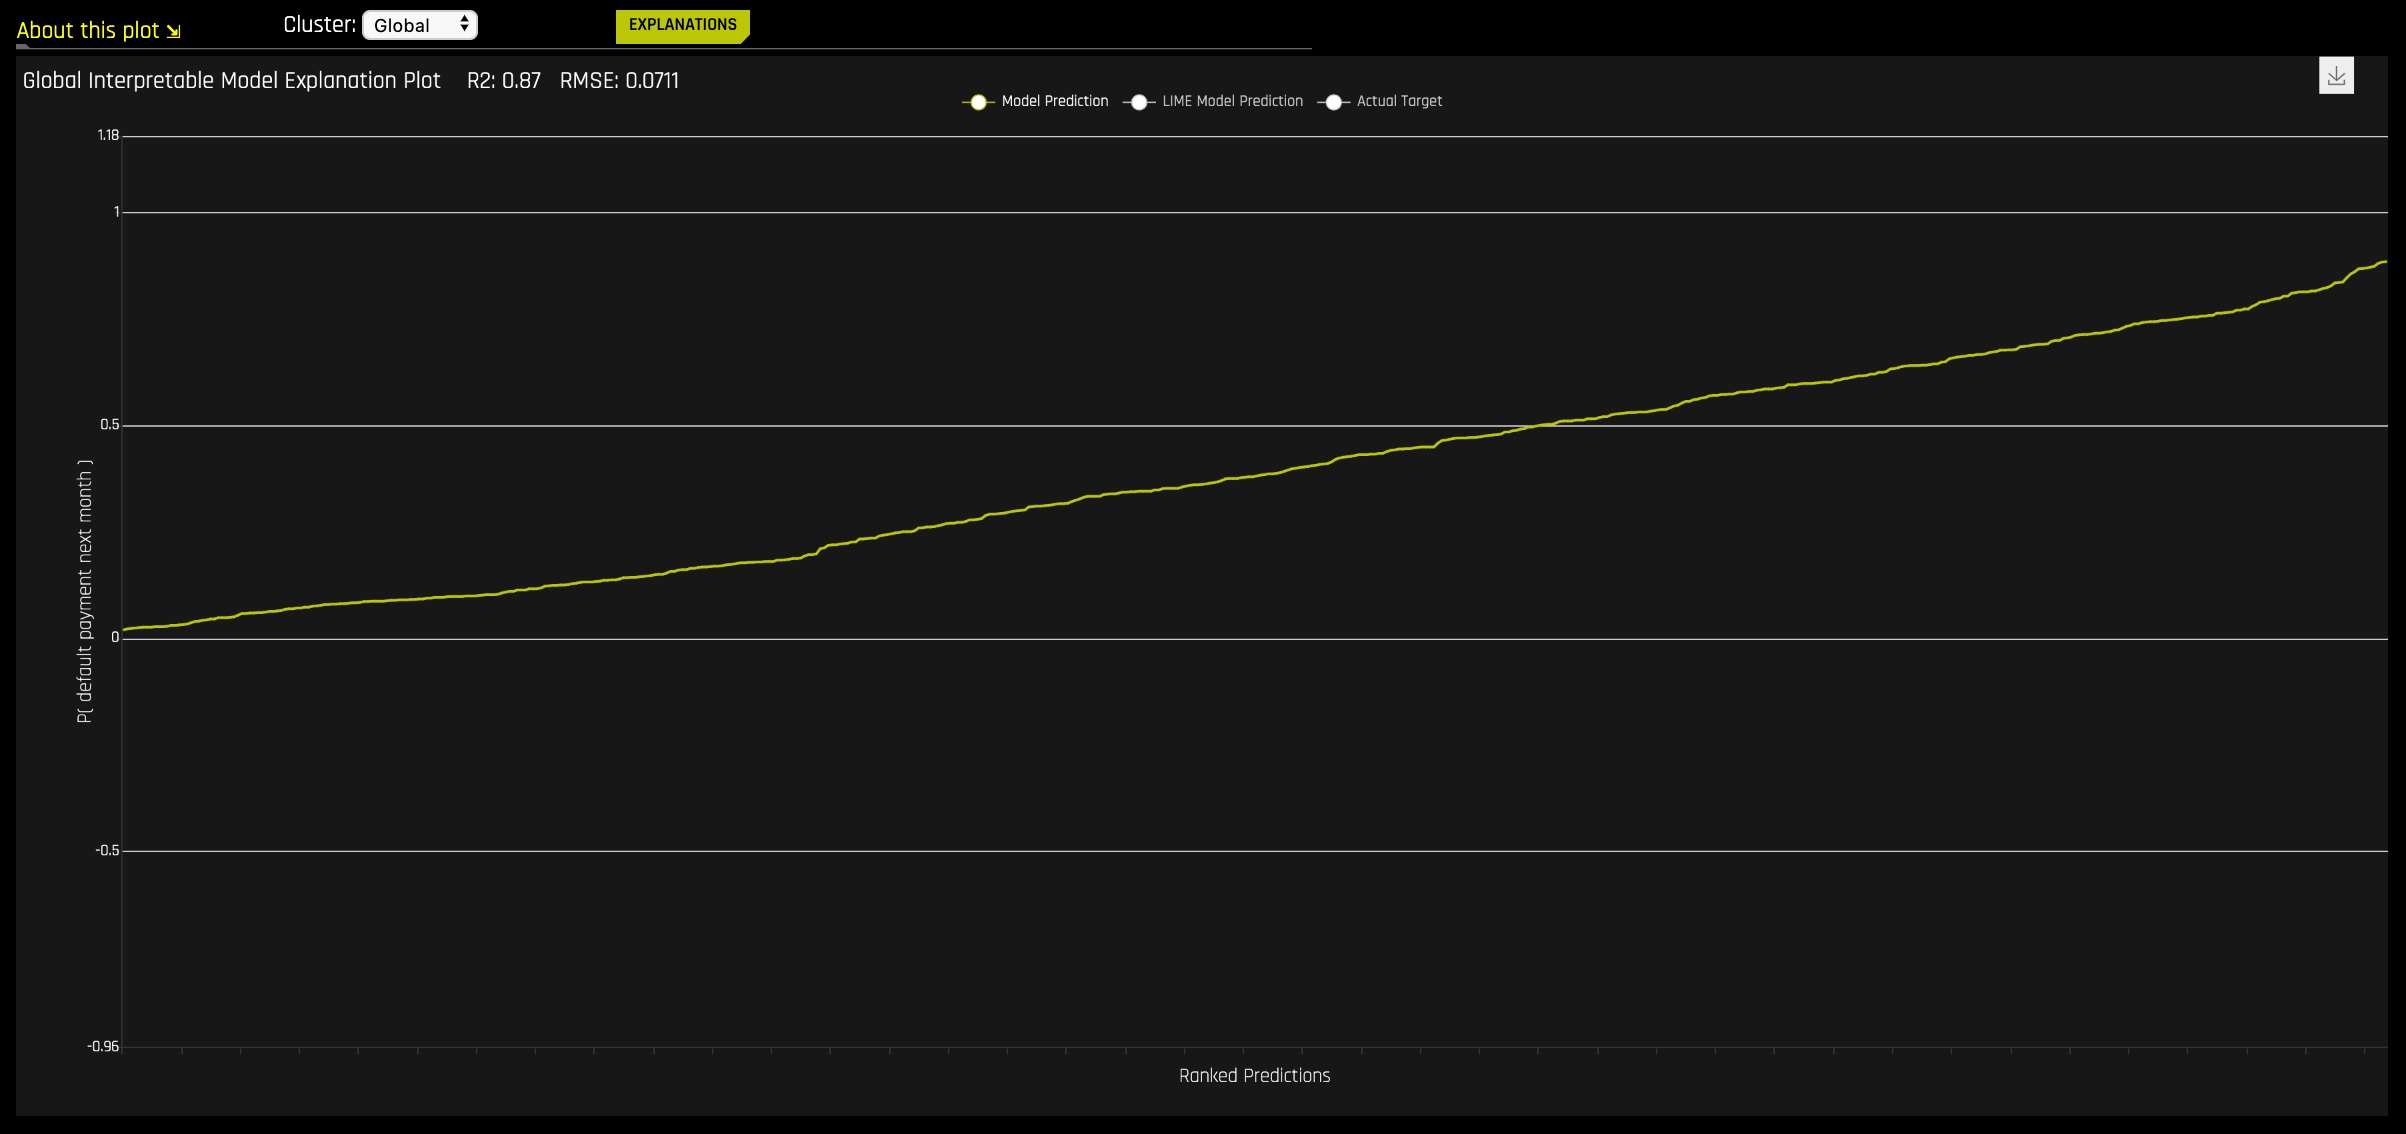 About this plot
Cluster: Global
EXPLANATIONS
Global Interpretable Model Explanation Plot R2: 0.87 RMSE: 0.0711
Model Prediction LIME Model Prediction Actual Target
1.18
1
0.5
0
-0.5
-0.96
P( default payment next month )
Ranked Predictions